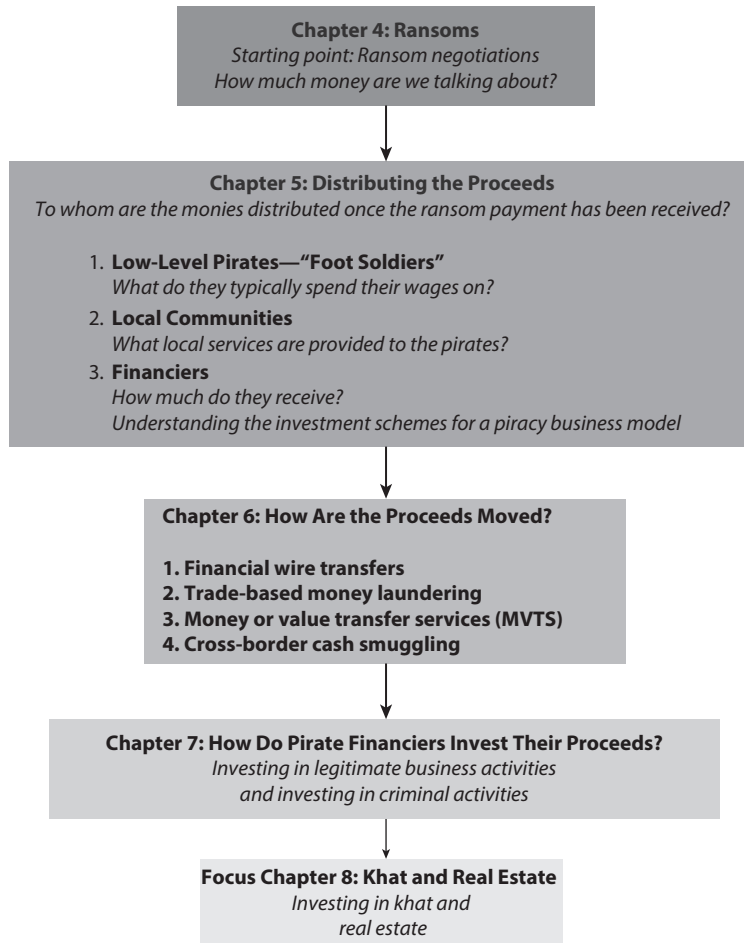 Chapter 4: Ransoms
Starting point: Ransom negotiations
How much money are we talking about?
Chapter 5: Distributing the Proceeds
To whom are the monies distributed once the ransom payment has been received?
1. Low-Level Pirates—“Foot Soldiers”
What do they typically spend their wages on?
2. Local Communities
What local services are provided to the pirates?
3. Financiers
How much do they receive?
Understanding the investment schemes for a piracy business model
Chapter 6: How Are the Proceeds Moved?
1. Financial wire transfers
2. Trade-based money laundering
3. Money or value transfer services (MVTS)
4. Cross-border cash smuggling
Chapter 7: How Do Pirate Financiers Invest Their Proceeds?
Investing in legitimate business activities
and investing in criminal activities
Focus Chapter 8: Khat and Real Estate
Investing in khat and
real estate